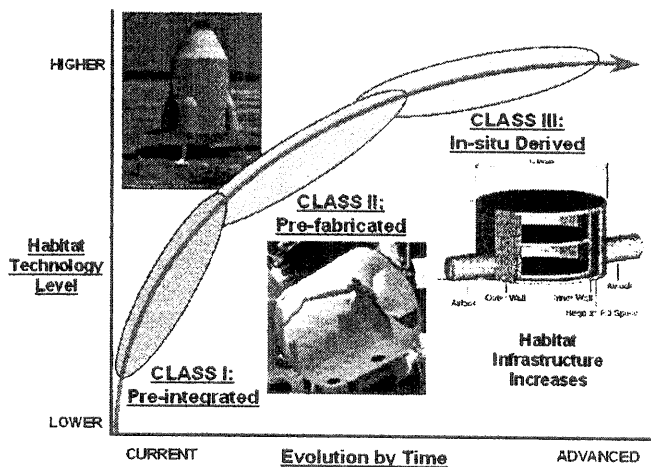 HIGHER
CLASS III:
In-situ Derived
CLASS II:
Pre-fabricated
Habitat
Technology
Level
Airlock
Outer Wall
Inner Wall
Airlock
Habitat
Infrastructure
Increases
CLASS I:
Pre-integrated
LOWER
CURRENT
Evolution by Time
ADVANCED